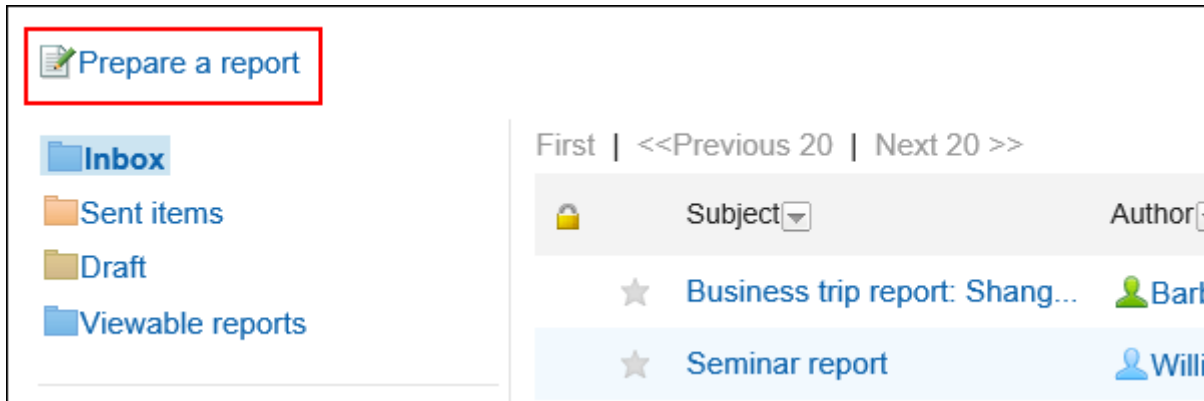 Prepare a report
Inbox
Sent items
Draft
Viewable reports
First | <<Previous 20 | Next 20 >>
Subject Author
Business trip report: Shang...
Seminar report